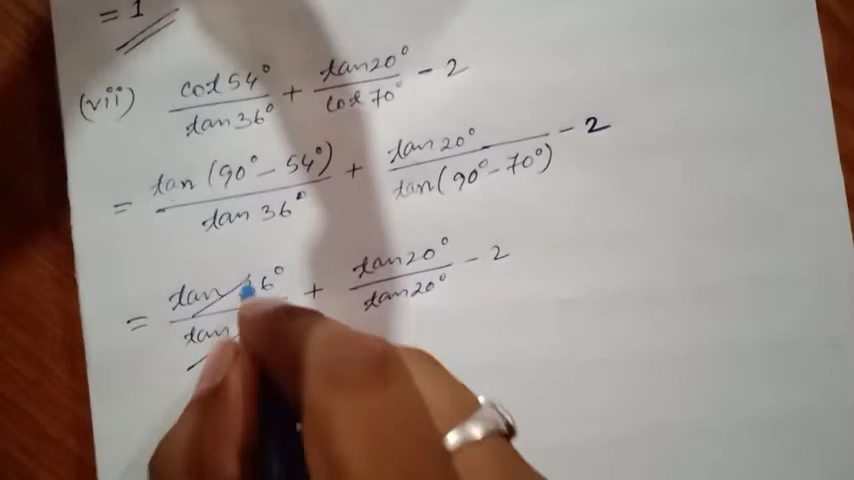 = 1
(vii) cot 54° / tan 36° + tan 20° / cot 70° - 2
= tan (90° - 54°) / tan 36° + tan 20° / tan (90° - 70°) - 2
= tan 36° / tan + tan 20° / tan 20° - 2